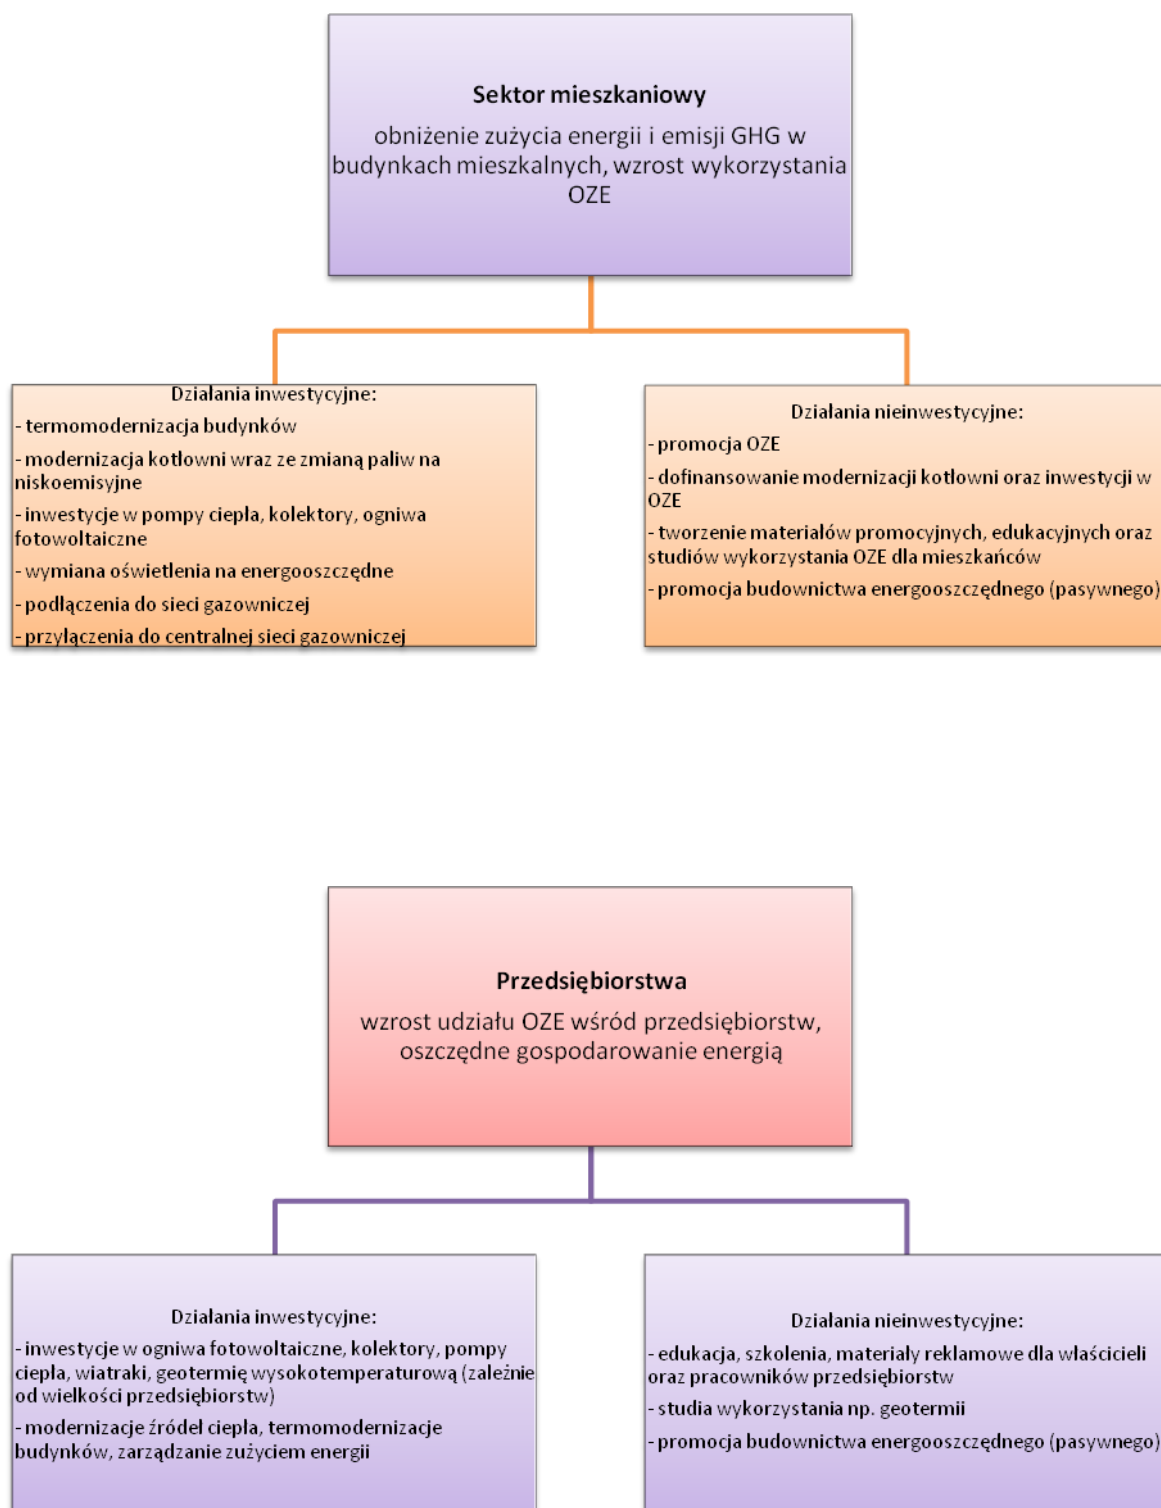 Sektor mieszkaniowy
obniżenie zużycia energii i emisji GHG w
budynkach mieszkalnych, wzrost wykorzystania
OZE
Działania inwestycyjne:
- termomodernizacja budynków
- modernizacja kotłowni wraz ze zmianą paliw na
niskoemisyjne
- inwestycje w pompy ciepła, kolektory, ogniwa
fotowoltaiczne
- wymiana oświetlenia na energooszczędne
- podłączenia do sieci gazowniczej
- przyłączenia do centralnej sieci gazowniczej
Działania nieinwestycyjne:
- promocja OZE
- dofinansowanie modernizacji kotłowni oraz inwestycji w
OZE
- tworzenie materiałów promocyjnych, edukacyjnych oraz
studiów wykorzystania OZE dla mieszkańców
- promocja budownictwa energooszczędnego (pasywnego)
Przedsiębiorstwa
wzrost udziału OZE wśród przedsiębiorstw,
oszczędne gospodarowanie energią
Działania inwestycyjne:
- inwestycje w ogniwa fotowoltaiczne, kolektory, pompy
ciepła, wiatraki, geotermię wysokotemperaturową (zależnie
od wielkości przedsiębiorstw)
- modernizacje źródeł ciepła, termomodernizacje
budynków, zarządzanie zużyciem energii
Działania nieinwestycyjne:
- edukacja, szkolenia, materiały reklamowe dla właścicieli
oraz pracowników przedsiębiorstw
- studia wykorzystania np. geotermii
- promocja budownictwa energooszczędnego (pasywnego)